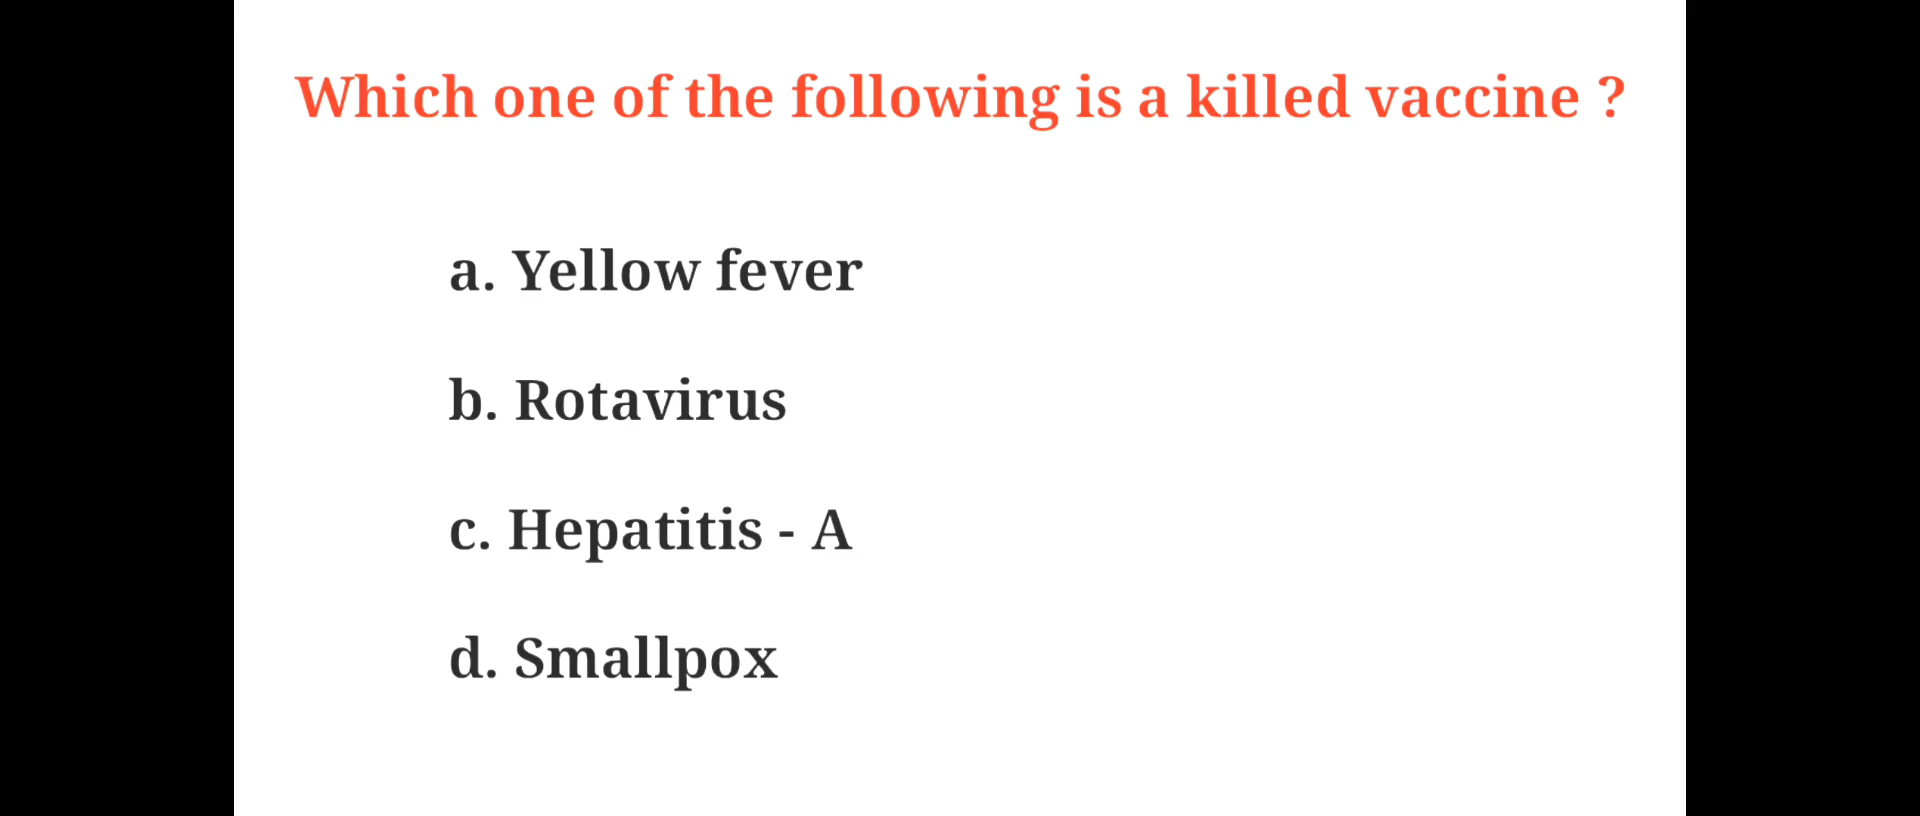 Which one of the following is a killed vaccine ?
a. Yellow fever
b. Rotavirus
c. Hepatitis - A
d. Smallpox